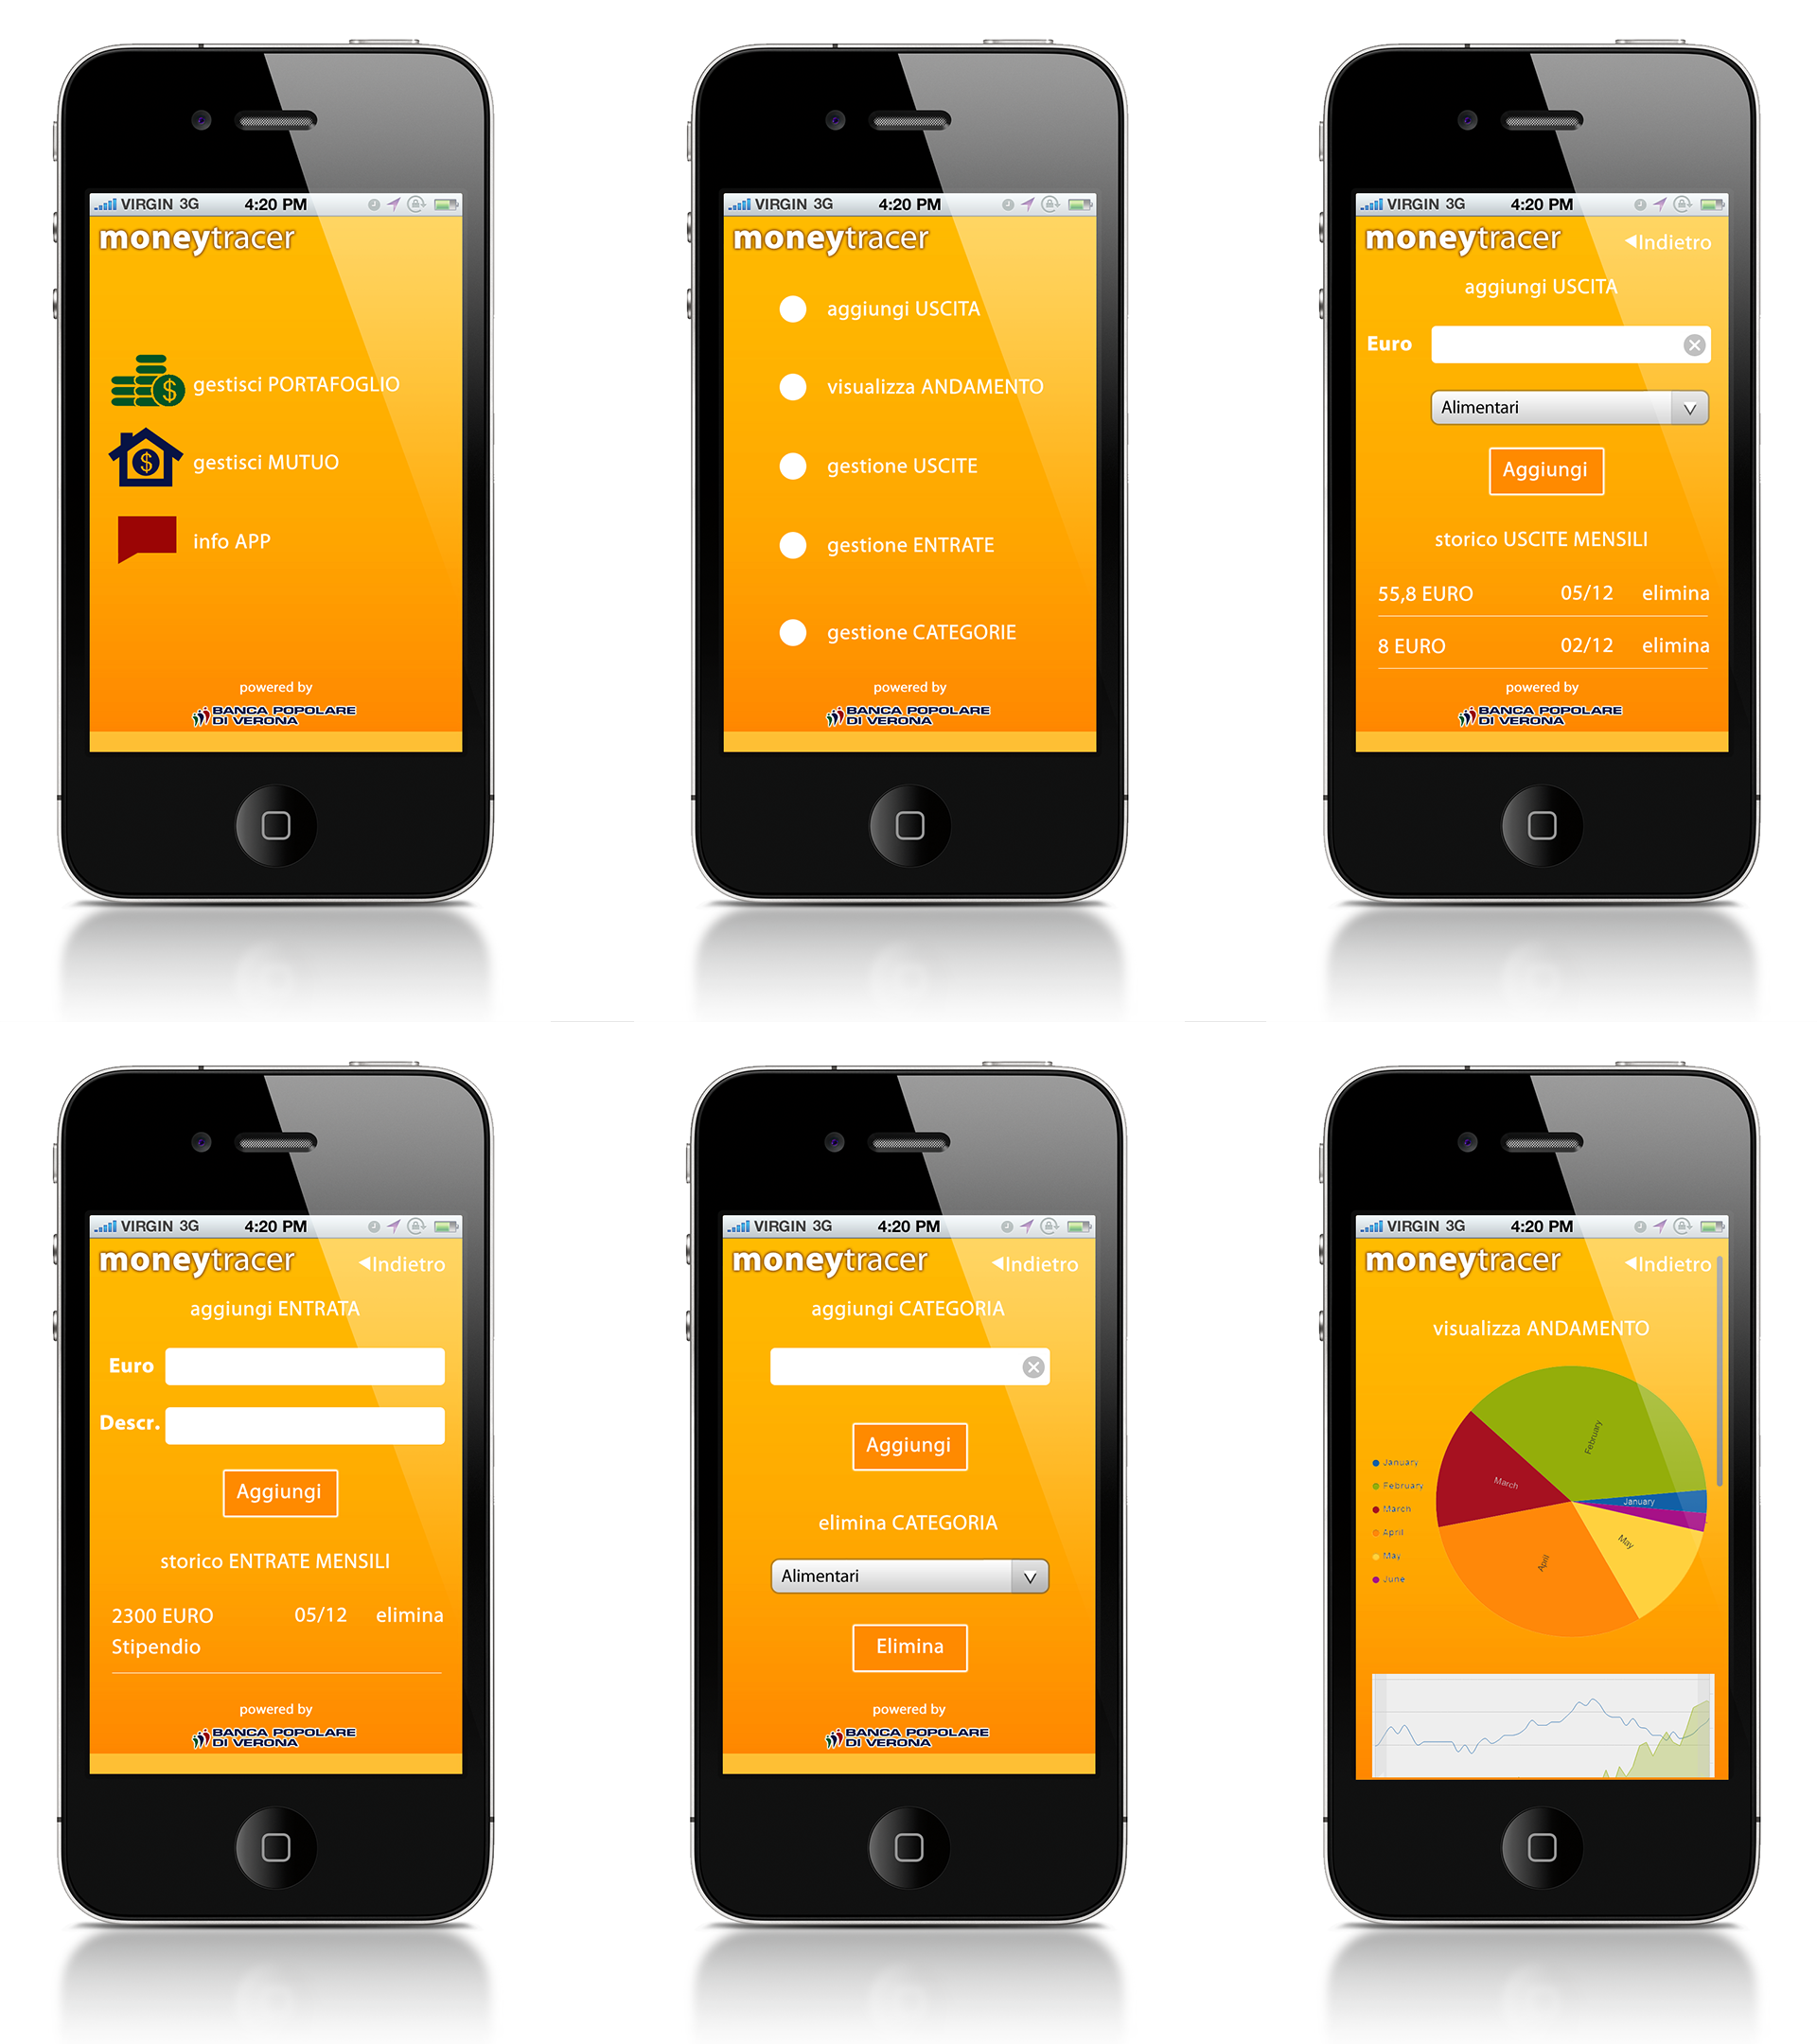 VIRGIN 3G 4:20 PM
moneytracer
gestisci PORTAFOGLIO
gestisci MUTUO
info APP
powered by
BANCA POPOLARE
DI VERONA
VIRGIN 3G 4:20 PM
moneytracer
aggiungi USCITA
visualizza ANDAMENTO
gestione USCITE
gestione ENTRATE
gestione CATEGORIE
powered by
BANCA POPOLARE
DI VERONA
VIRGIN 3G 4:20 PM
moneytracer Indietro
aggiungi USCITA
Euro
Alimentari
Aggiungi
storico USCITE MENSILI
55,8 EURO 05/12 elimina
8 EURO 02/12 elimina
powered by
BANCA POPOLARE
DI VERONA
VIRGIN 3G 4:20 PM
moneytracer Indietro
aggiungi ENTRATA
Euro
Descr.
Aggiungi
storico ENTRATE MENSILI
2300 EURO 05/12 elimina
Stipendio
powered by
BANCA POPOLARE
DI VERONA
VIRGIN 3G 4:20 PM
moneytracer Indietro
aggiungi CATEGORIA
Aggiungi
elimina CATEGORIA
Alimentari
Elimina
powered by
BANCA POPOLARE
DI VERONA
VIRGIN 3G 4:20 PM
moneytracer Indietro
visualizza ANDAMENTO
February
March
January
May
April
January
February
March
April
May
June